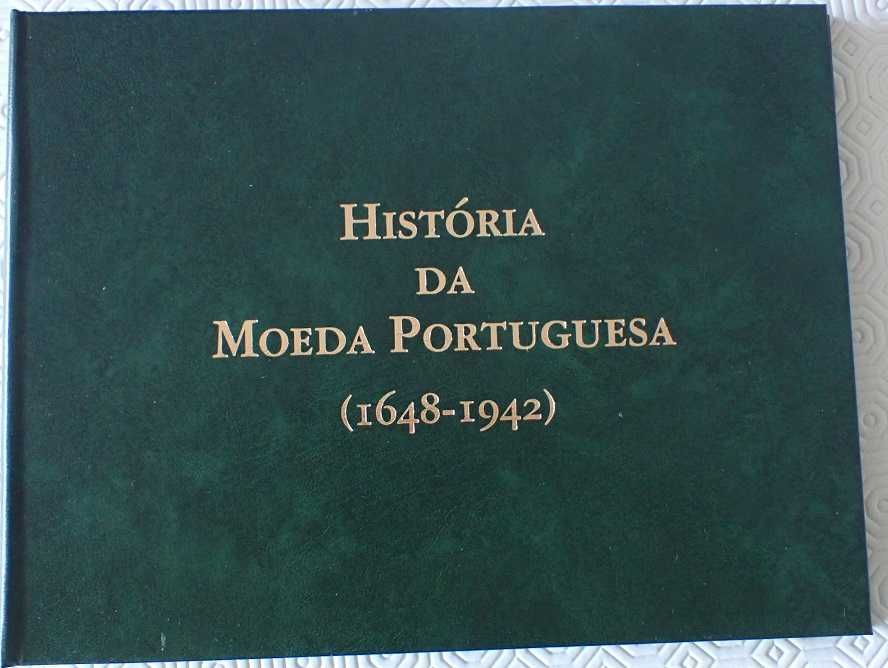 HISTÓRIA
DA
MOEDA PORTUGUESA
(1648-1942)